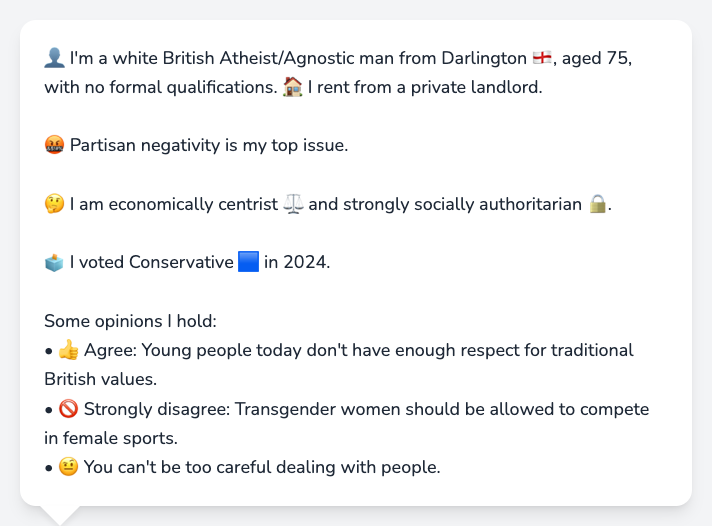 👤 I'm a white British Atheist/Agnostic man from Darlington 🏴󠁧󠁢󠁥󠁮󠁧󠁿, aged 75,
with no formal qualifications. 🏠 I rent from a private landlord.
🤬 Partisan negativity is my top issue.
🤔 I am economically centrist ⚖️ and strongly socially authoritarian 🔒.
🗳️ I voted Conservative 🟦 in 2024.
Some opinions I hold:
• 👍 Agree: Young people today don't have enough respect for traditional
British values.
• 🚫 Strongly disagree: Transgender women should be allowed to compete
in female sports.
• 🤨 You can't be too careful dealing with people.